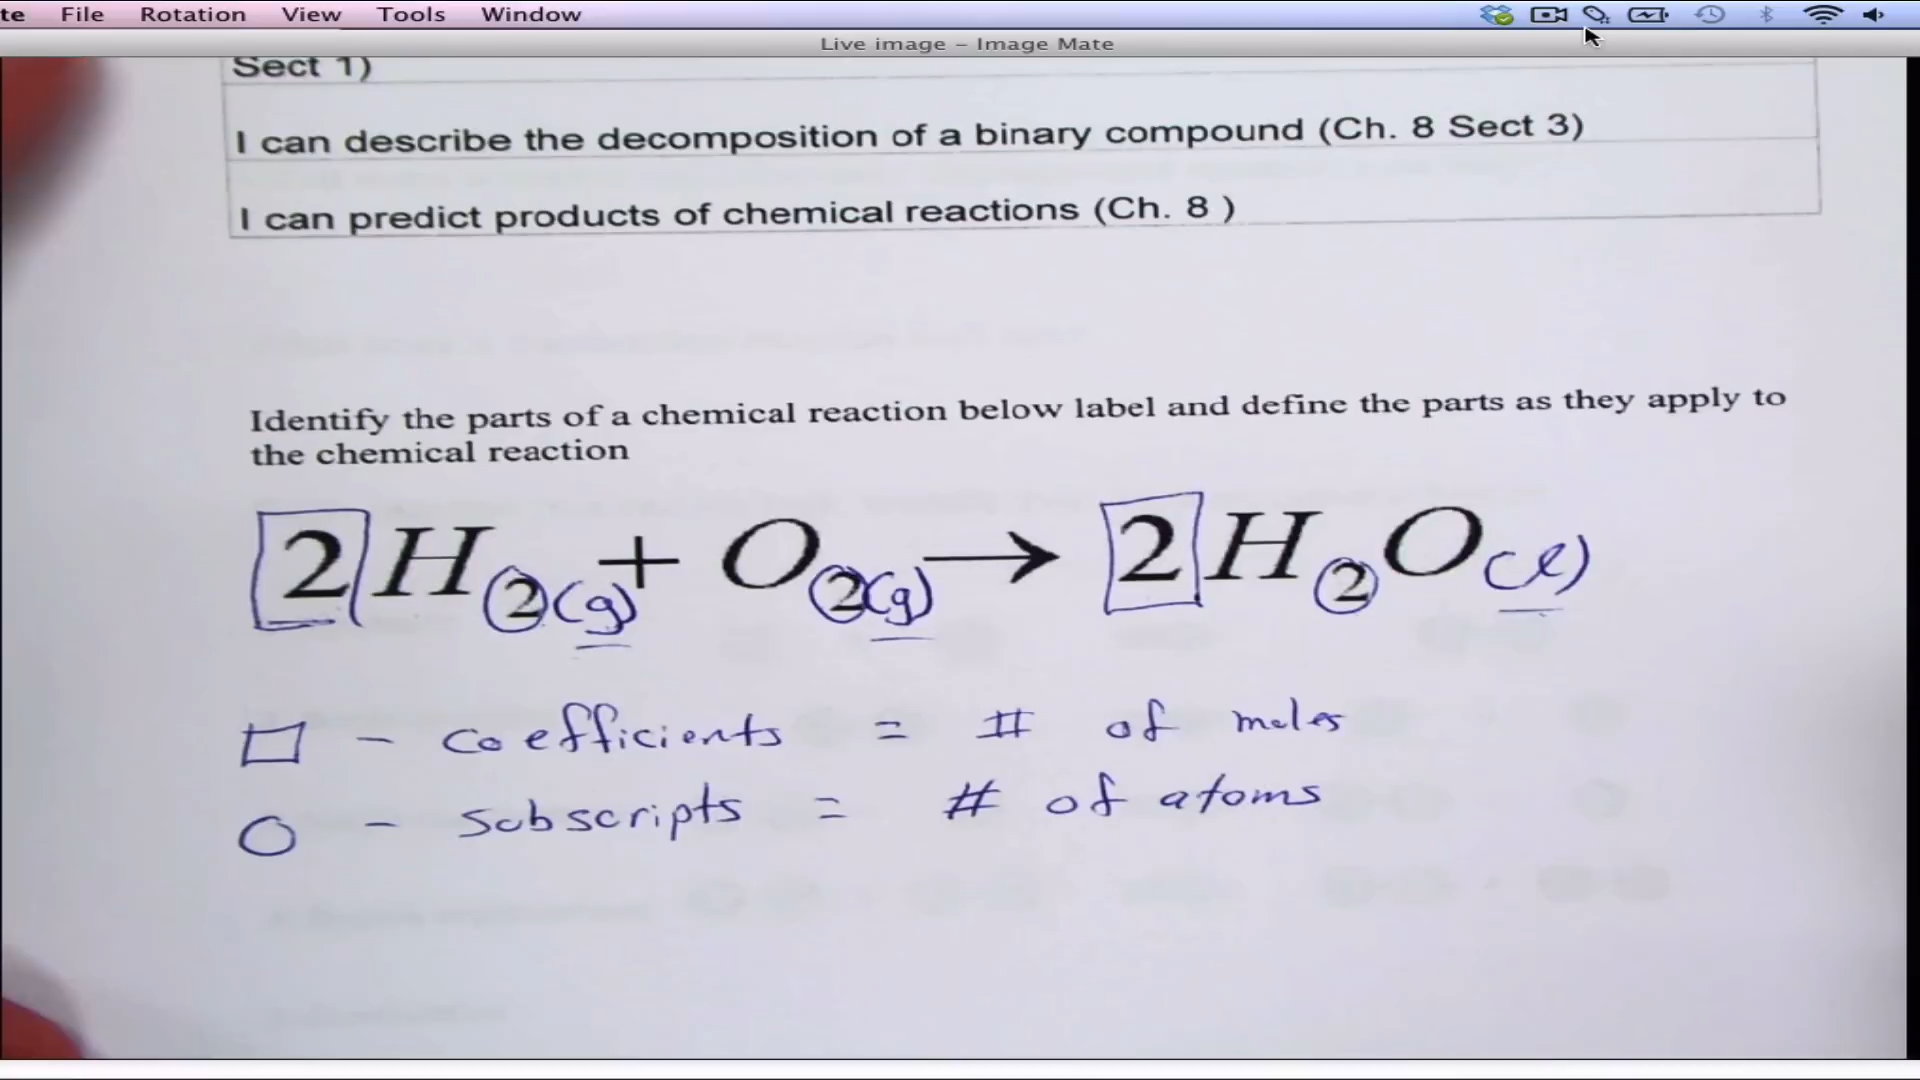 te File Rotation View Tools Window
Live image – Image Mate
Sect 1)
I can describe the decomposition of a binary compound (Ch. 8 Sect 3)
I can predict products of chemical reactions (Ch. 8 )
Identify the parts of a chemical reaction below label and define the parts as they apply to
the chemical reaction
2H2(g) + O2(g) → 2H2O(l)
□ - coefficients = # of moles
○ - subscripts = # of atoms